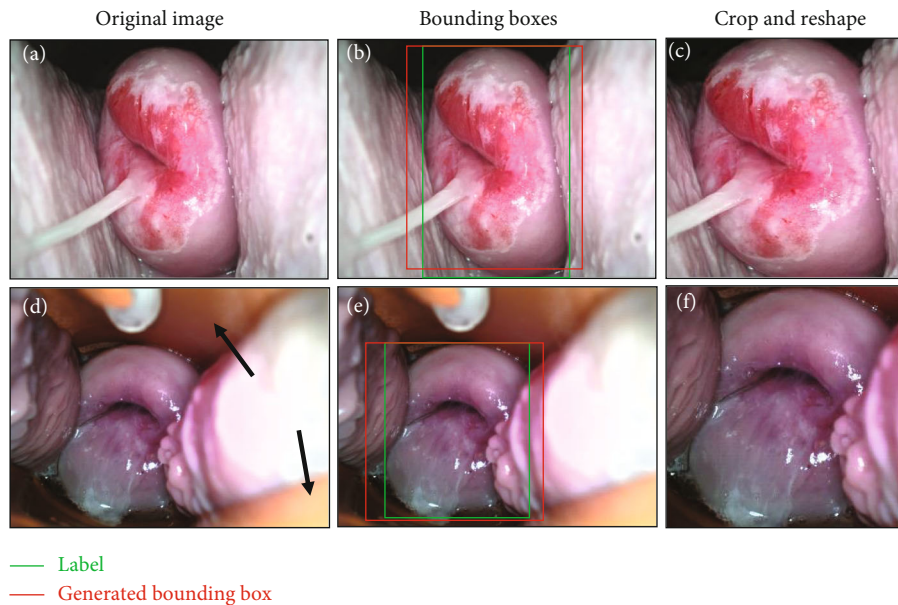 Original image
Bounding boxes
Crop and reshape
(a)
(b)
(c)
(d)
(e)
(f)
Label
Generated bounding box